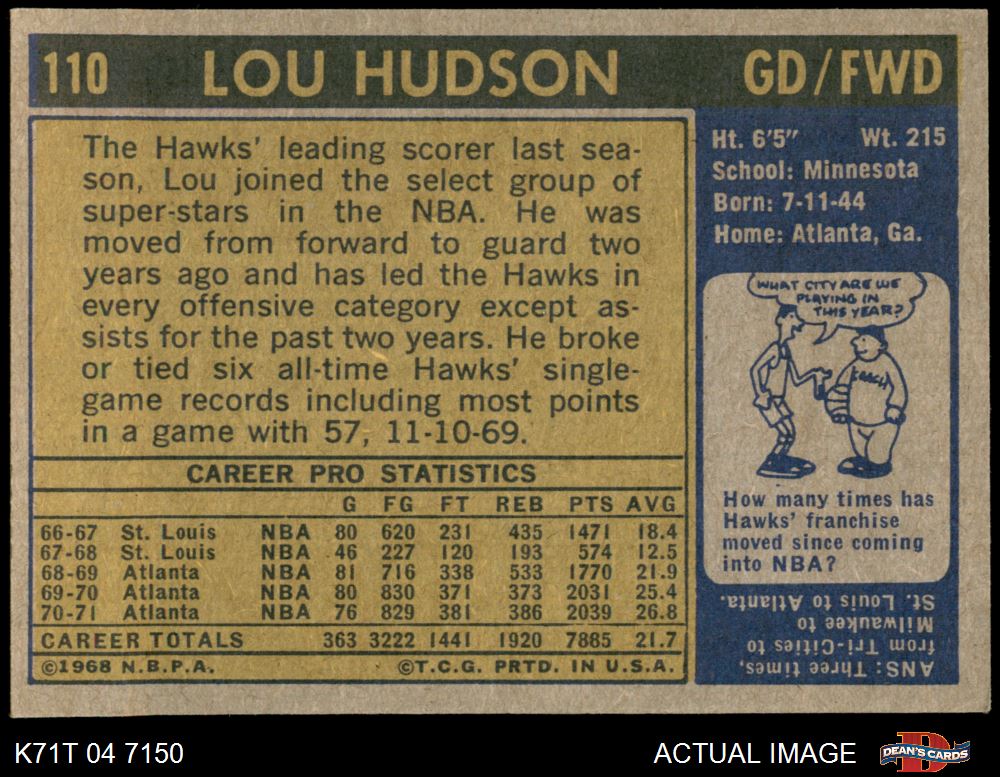 110 LOU HUDSON GD/FWD
The Hawks' leading scorer last sea-
son, Lou joined the select group of
super-stars in the NBA. He was
moved from forward to guard two
years ago and has led the Hawks in
every offensive category except as-
sists for the past two years. He broke
or tied six all-time Hawks' single-
game records including most points
in a game with 57, 11-10-69.
CAREER PRO STATISTICS
G FG FT REB PTS AVG
66-67 St. Louis NBA 80 620 231 435 1471 18.4
67-68 St. Louis NBA 46 227 120 193 574 12.5
68-69 Atlanta NBA 81 716 338 533 1770 21.9
69-70 Atlanta NBA 80 830 371 373 2031 25.4
70-71 Atlanta NBA 76 829 381 386 2039 26.8
CAREER TOTALS 363 3222 1441 1920 7885 21.7
©1968 N.B.P.A. ©T.C.G. PRTD. IN U.S.A.
Ht. 6'5" Wt. 215
School: Minnesota
Born: 7-11-44
Home: Atlanta, Ga.
WHAT CITY ARE WE
PLAYING IN
THIS YEAR?
COACH
How many times has
Hawks' franchise
moved since coming
into NBA?
ANS: Three times,
from Tri-Cities to
Milwaukee to
St. Louis to Atlanta.
K71T 04 7150 ACTUAL IMAGE DEAN'S CARDS